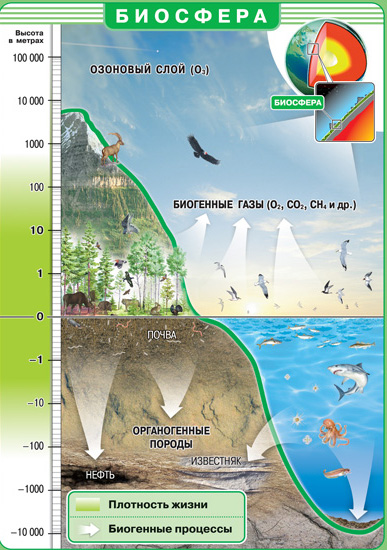 БИОСФЕРА
Высота
в метрах
100 000
10 000
1000
100
10
1
0
-1
-10
-100
-1000
-10 000
ОЗОНОВЫЙ СЛОЙ (O₃)
БИОСФЕРА
БИОГЕННЫЕ ГАЗЫ (O₂, CO₂, CH₄ и др.)
ПОЧВА
ОРГАНОГЕННЫЕ
ПОРОДЫ
ИЗВЕСТНЯК
НЕФТЬ
Плотность жизни
Биогенные процессы